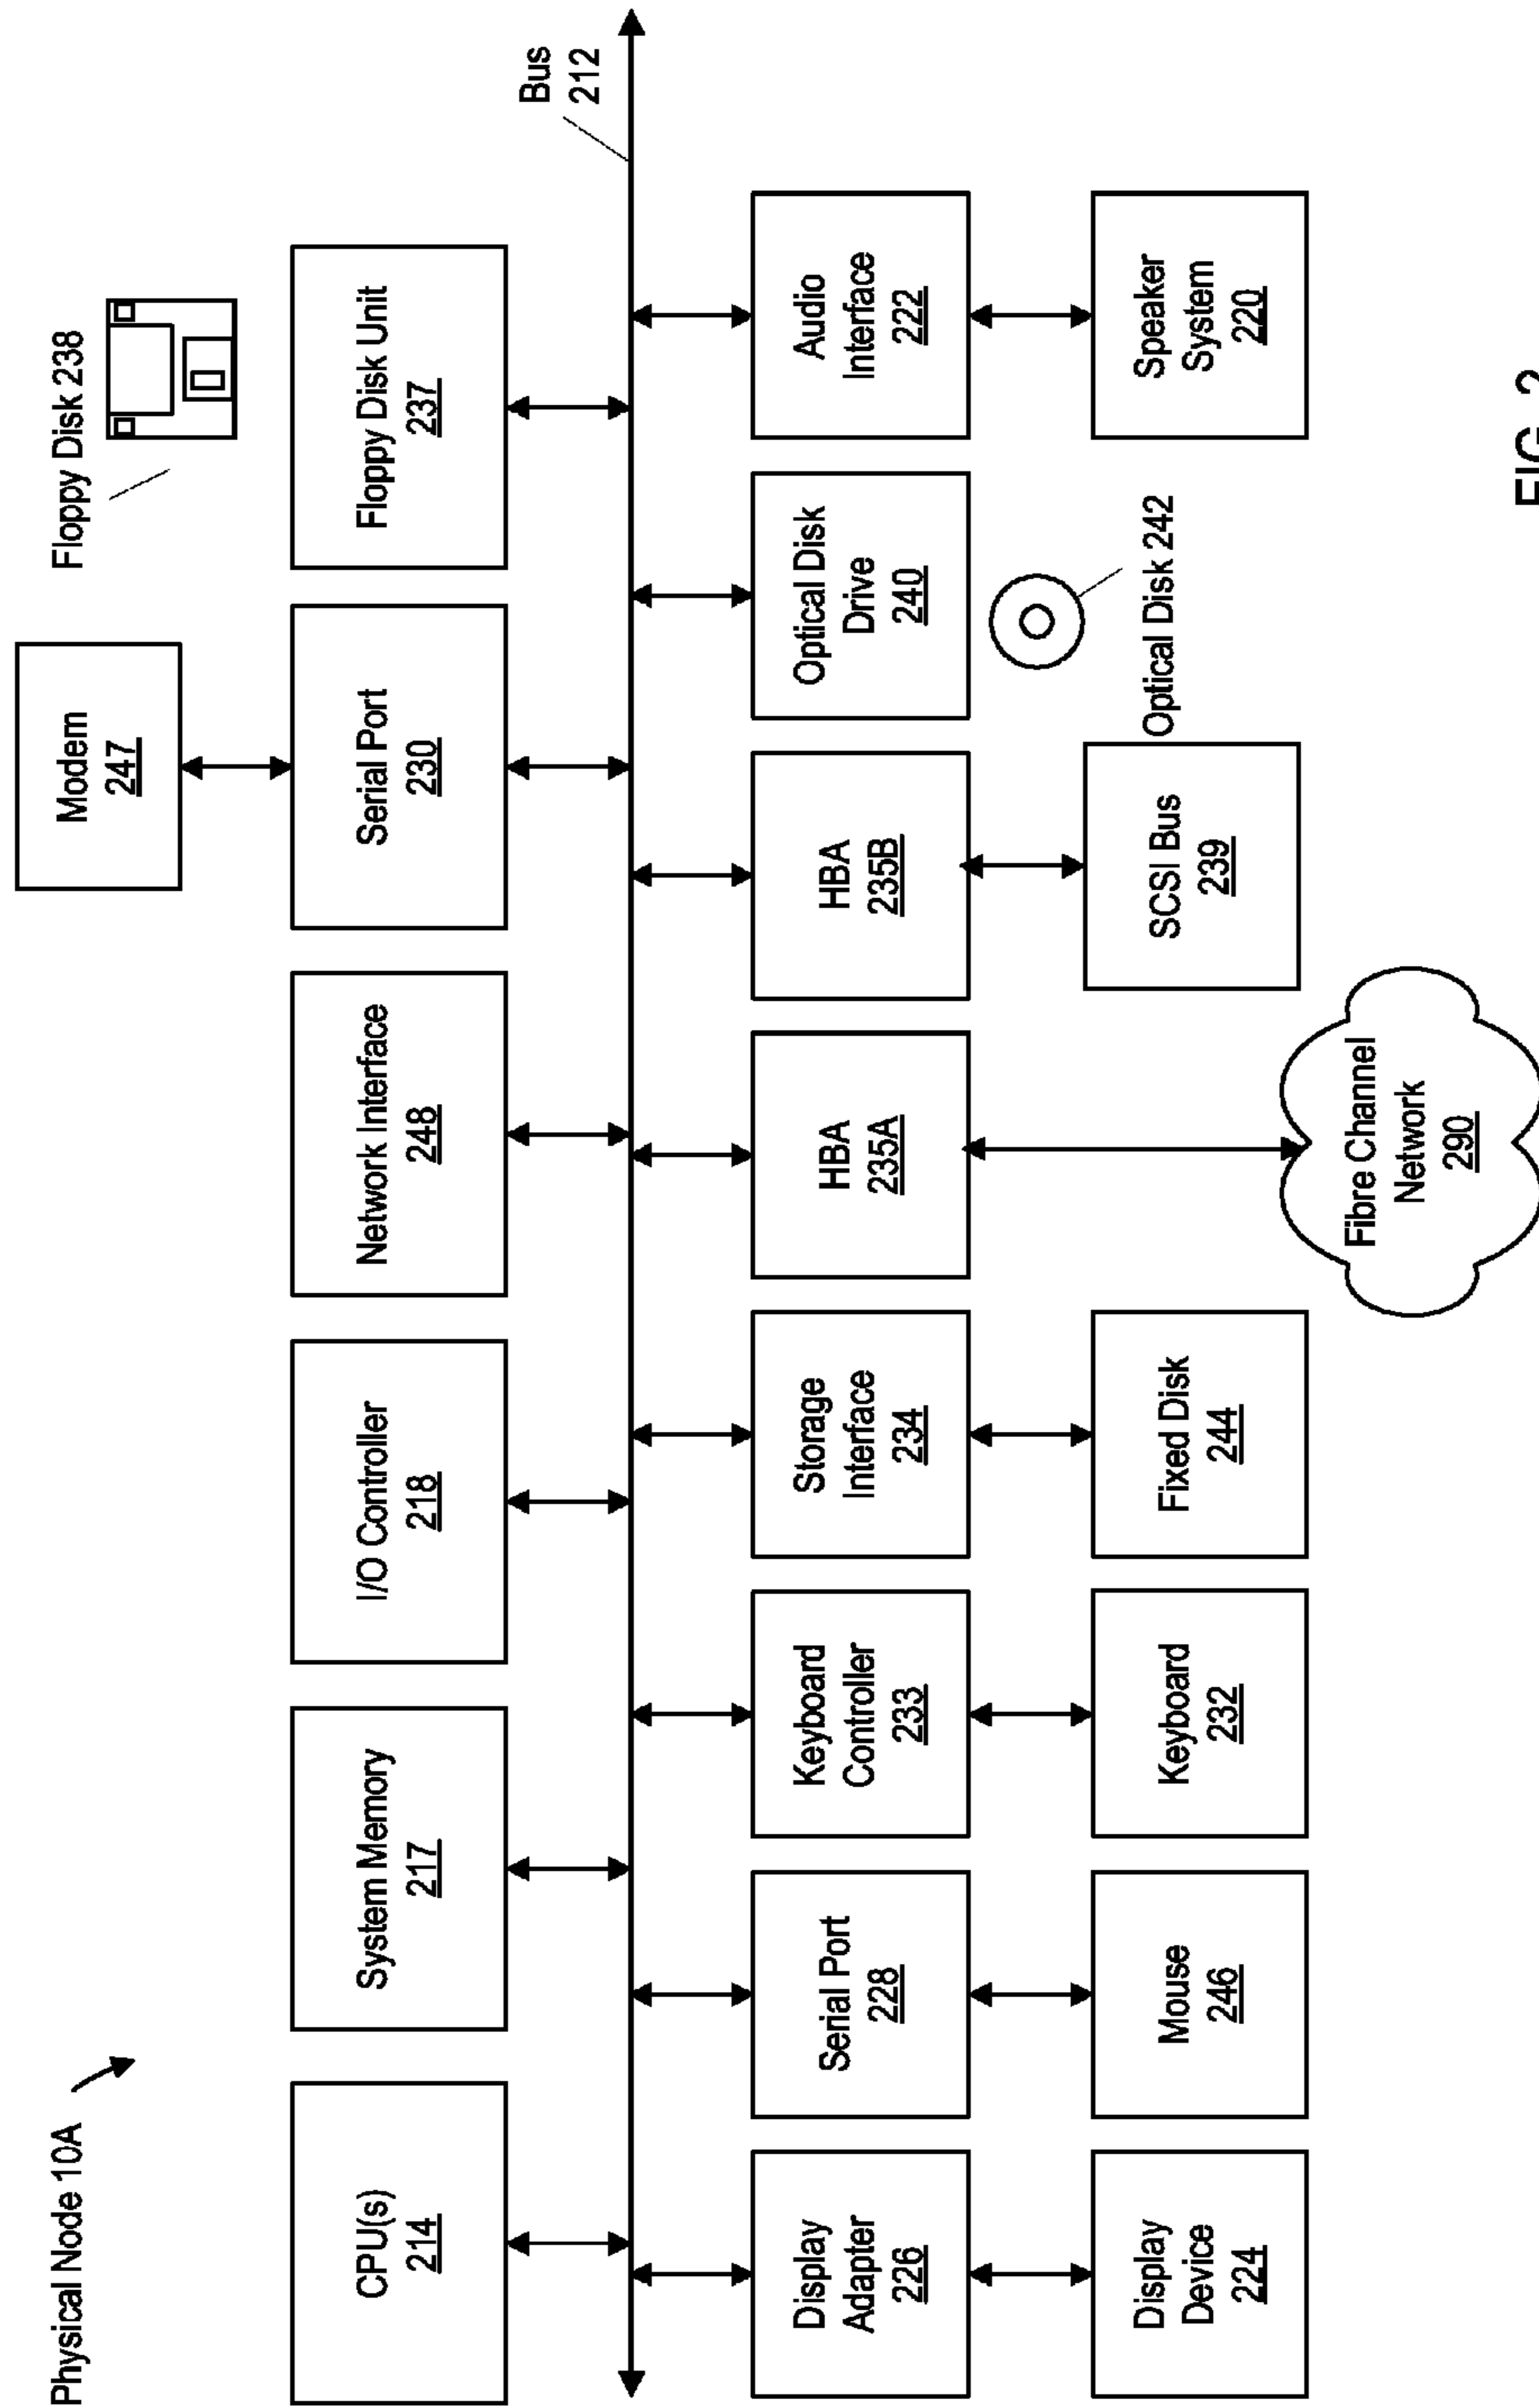 Physical Node 10A
Modem
247
Floppy Disk 238
CPU(s)
214
System Memory
217
I/O Controller
218
Network Interface
248
Serial Port
230
Floppy Disk Unit
237
Bus
212
Display
Adapter
226
Serial Port
228
Keyboard
Controller
233
Storage
Interface
234
HBA
235A
HBA
235B
Optical Disk
Drive
240
Audio
Interface
222
Display
Device
224
Mouse
246
Keyboard
232
Fixed Disk
244
Fibre Channel
Network
290
SCSI Bus
239
Optical Disk 242
Speaker
System
220
FIG. 2